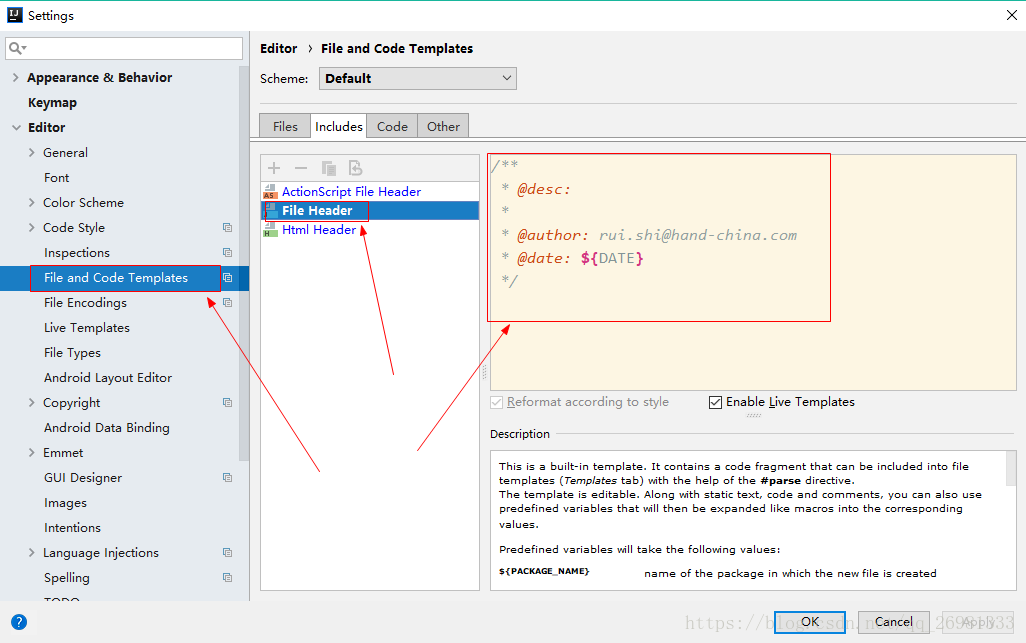 Settings
Editor › File and Code Templates
Scheme: Default
Appearance & Behavior
Keymap
Editor
General
Font
Color Scheme
Code Style
Inspections
File and Code Templates
File Encodings
Live Templates
File Types
Android Layout Editor
Copyright
Android Data Binding
Emmet
GUI Designer
Images
Intentions
Language Injections
Spelling
TODO
Files Includes Code Other
ActionScript File Header
File Header
Html Header
/**
* @desc:
*
* @author: rui.shi@hand-china.com
* @date: ${DATE}
*/
Reformat according to style
Enable Live Templates
Description
This is a built-in template. It contains a code fragment that can be included into file
templates (Templates tab) with the help of the #parse directive.
The template is editable. Along with static text, code and comments, you can also use
predefined variables that will then be expanded like macros into the corresponding
values.
Predefined variables will take the following values:
${PACKAGE_NAME} name of the package in which the new file is created
OK Cancel Apply